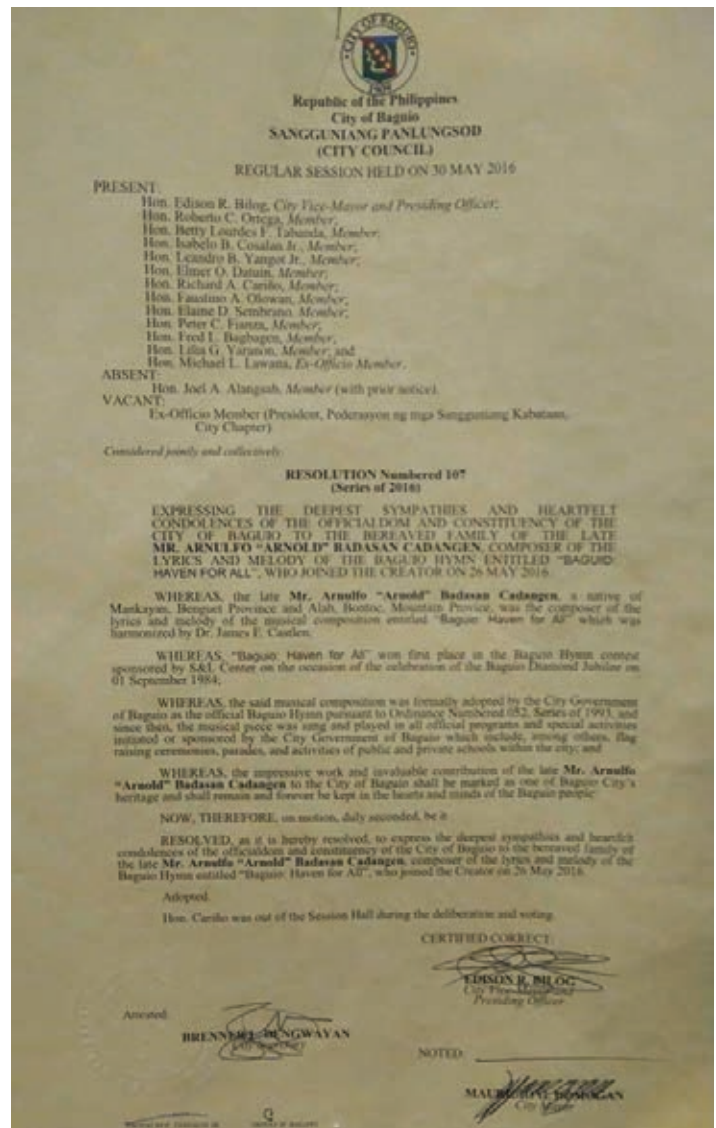 CITY OF BAGUIO
1909
Republic of the Philippines
City of Baguio
SANGGUNIANG PANLUNGSOD
(CITY COUNCIL)
REGULAR SESSION HELD ON 30 MAY 2016
PRESENT:
Hon. Edison R. Bilog, City Vice-Mayor and Presiding Officer;
Hon. Roberto C. Ortega, Member;
Hon. Betty Lourdes F. Tabanda, Member;
Hon. Isabelo B. Cosalan Jr., Member;
Hon. Leandro B. Yangot Jr., Member;
Hon. Elmer O. Datuin, Member;
Hon. Richard A. Cariño, Member;
Hon. Faustino A. Olowan, Member;
Hon. Elaine D. Sembrano, Member;
Hon. Peter C. Fianza, Member;
Hon. Fred L. Bagbagen, Member;
Hon. Lilia G. Yaranon, Member; and
Hon. Michael L. Lawana, Ex-Officio Member.
ABSENT:
Hon. Joel A. Alangsab, Member (with prior notice).
VACANT:
Ex-Officio Member (President, Pederasyon ng mga Sangguniang Kabataan,
City Chapter)
Considered jointly and collectively:
RESOLUTION Numbered 107
(Series of 2016)
EXPRESSING THE DEEPEST SYMPATHIES AND HEARTFELT
CONDOLENCES OF THE OFFICIALDOM AND CONSTITUENCY OF THE
CITY OF BAGUIO TO THE BEREAVED FAMILY OF THE LATE
MR. ARNULFO “ARNOLD” BADASAN CADANGEN, COMPOSER OF THE
LYRICS AND MELODY OF THE BAGUIO HYMN ENTITLED “BAGUIO:
HAVEN FOR ALL”, WHO JOINED THE CREATOR ON 26 MAY 2016.
WHEREAS, the late Mr. Arnulfo “Arnold” Badasan Cadangen, a native of
Mankayan, Benguet Province and Alab, Bontoc, Mountain Provice, was the composer of the
lyrics and melody of the musical composition entitled “Baguio: Haven for All” which was
harmonized by Dr. James E. Castlen.
WHEREAS, “Baguio: Haven for All” won first place in the Baguio Hymn contest
sponsored by S&L Center on the occasion of the celebration of the Baguio Diamond Jubilee on
01 September 1984;
WHEREAS, the said musical composition was formally adopted by the City Government
of Baguio as the official Baguio Hymn pursuant to Ordinance Numbered 052, Series of 1993, and
since then, the musical piece was sung and played in all official programs and special activities
initiated or sponsored by the City Government of Baguio which include, among others, flag
raising ceremonies, parades, and activities of public and private schools within the city; and
WHEREAS, the impressive work and invaluable contribution of the late Mr. Arnulfo
“Arnold” Badasan Cadangen to the City of Baguio shall be marked as one of Baguio City’s
heritage and shall remain and forever be kept in the hearts and minds of the Baguio people
NOW, THEREFORE, on motion, duly seconded, be it
RESOLVED, as it is hereby resolved, to express the deepest sympathies and heartfelt
condolences of the officialdom and constituency of the City of Baguio to the bereaved family of
the late Mr. Arnulfo “Arnold” Badasan Cadangen, composer of the lyrics and melody of the
Baguio Hymn entitled “Baguio: Haven for All”, who joined the Creator on 26 May 2016.
Adopted.
Hon. Cariño was out of the Session Hall during the deliberation and voting.
CERTIFIED CORRECT:
EDISON R. BILOG
City Vice-Mayor and
Presiding Officer
Attested:
BRENNER L. BENGWAYAN
City Secretary
NOTED:
MAURICIO G. DOMOGAN
City Mayor